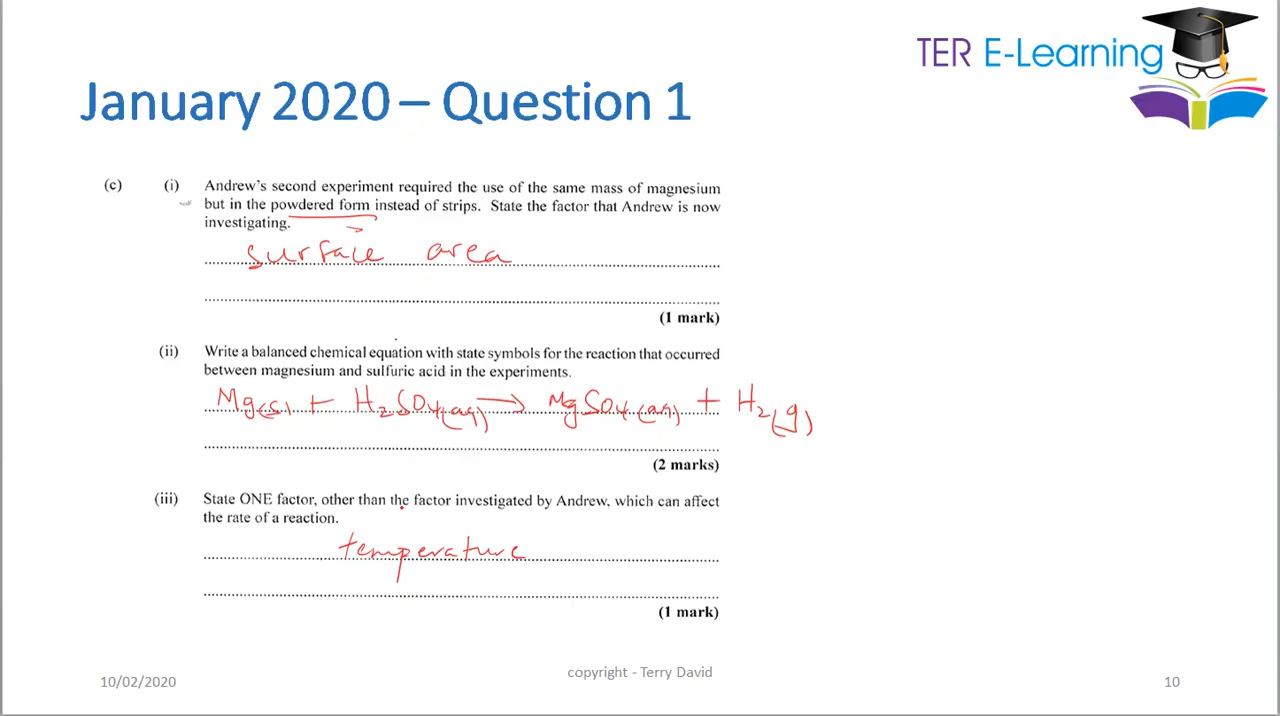 TER E-Learning
January 2020 – Question 1
(c) (i) Andrew's second experiment required the use of the same mass of magnesium
but in the powdered form instead of strips. State the factor that Andrew is now
investigating.
surface area
(1 mark)
(ii) Write a balanced chemical equation with state symbols for the reaction that occurred
between magnesium and sulfuric acid in the experiments.
Mg(s) + H₂SO₄(aq) → MgSO₄(aq) + H₂(g)
(2 marks)
(iii) State ONE factor, other than the factor investigated by Andrew, which can affect
the rate of a reaction.
temperature
(1 mark)
10/02/2020
copyright - Terry David
10